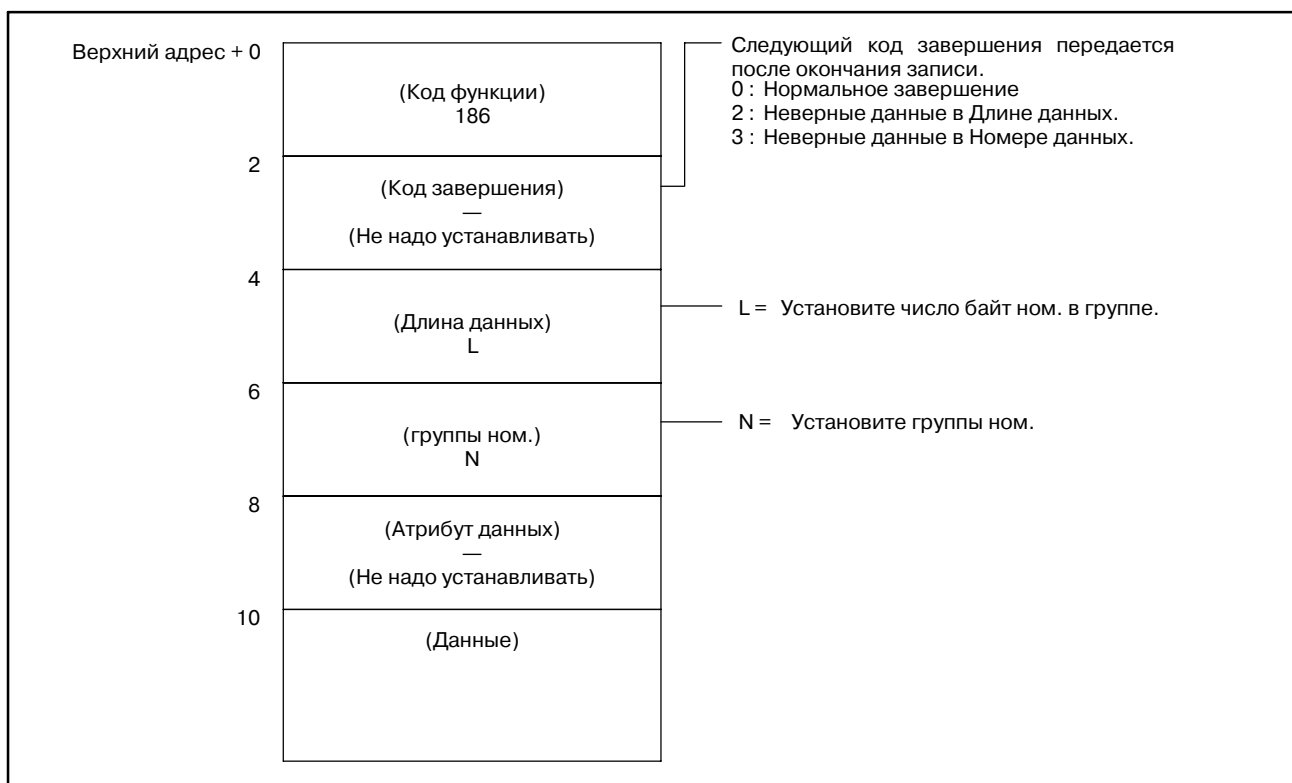 Верхний адрес + 0
(Код функции)
186
Следующий код завершения передается
после окончания записи.
0 : Нормальное завершение
2 : Неверные данные в Длине данных.
3 : Неверные данные в Номере данных.
2
(Код завершения)
—
(Не надо устанавливать)
4
(Длина данных)
L
L = Установите число байт ном. в группе.
6
(группы ном.)
N
N = Установите группы ном.
8
(Атрибут данных)
—
(Не надо устанавливать)
10
(Данные)